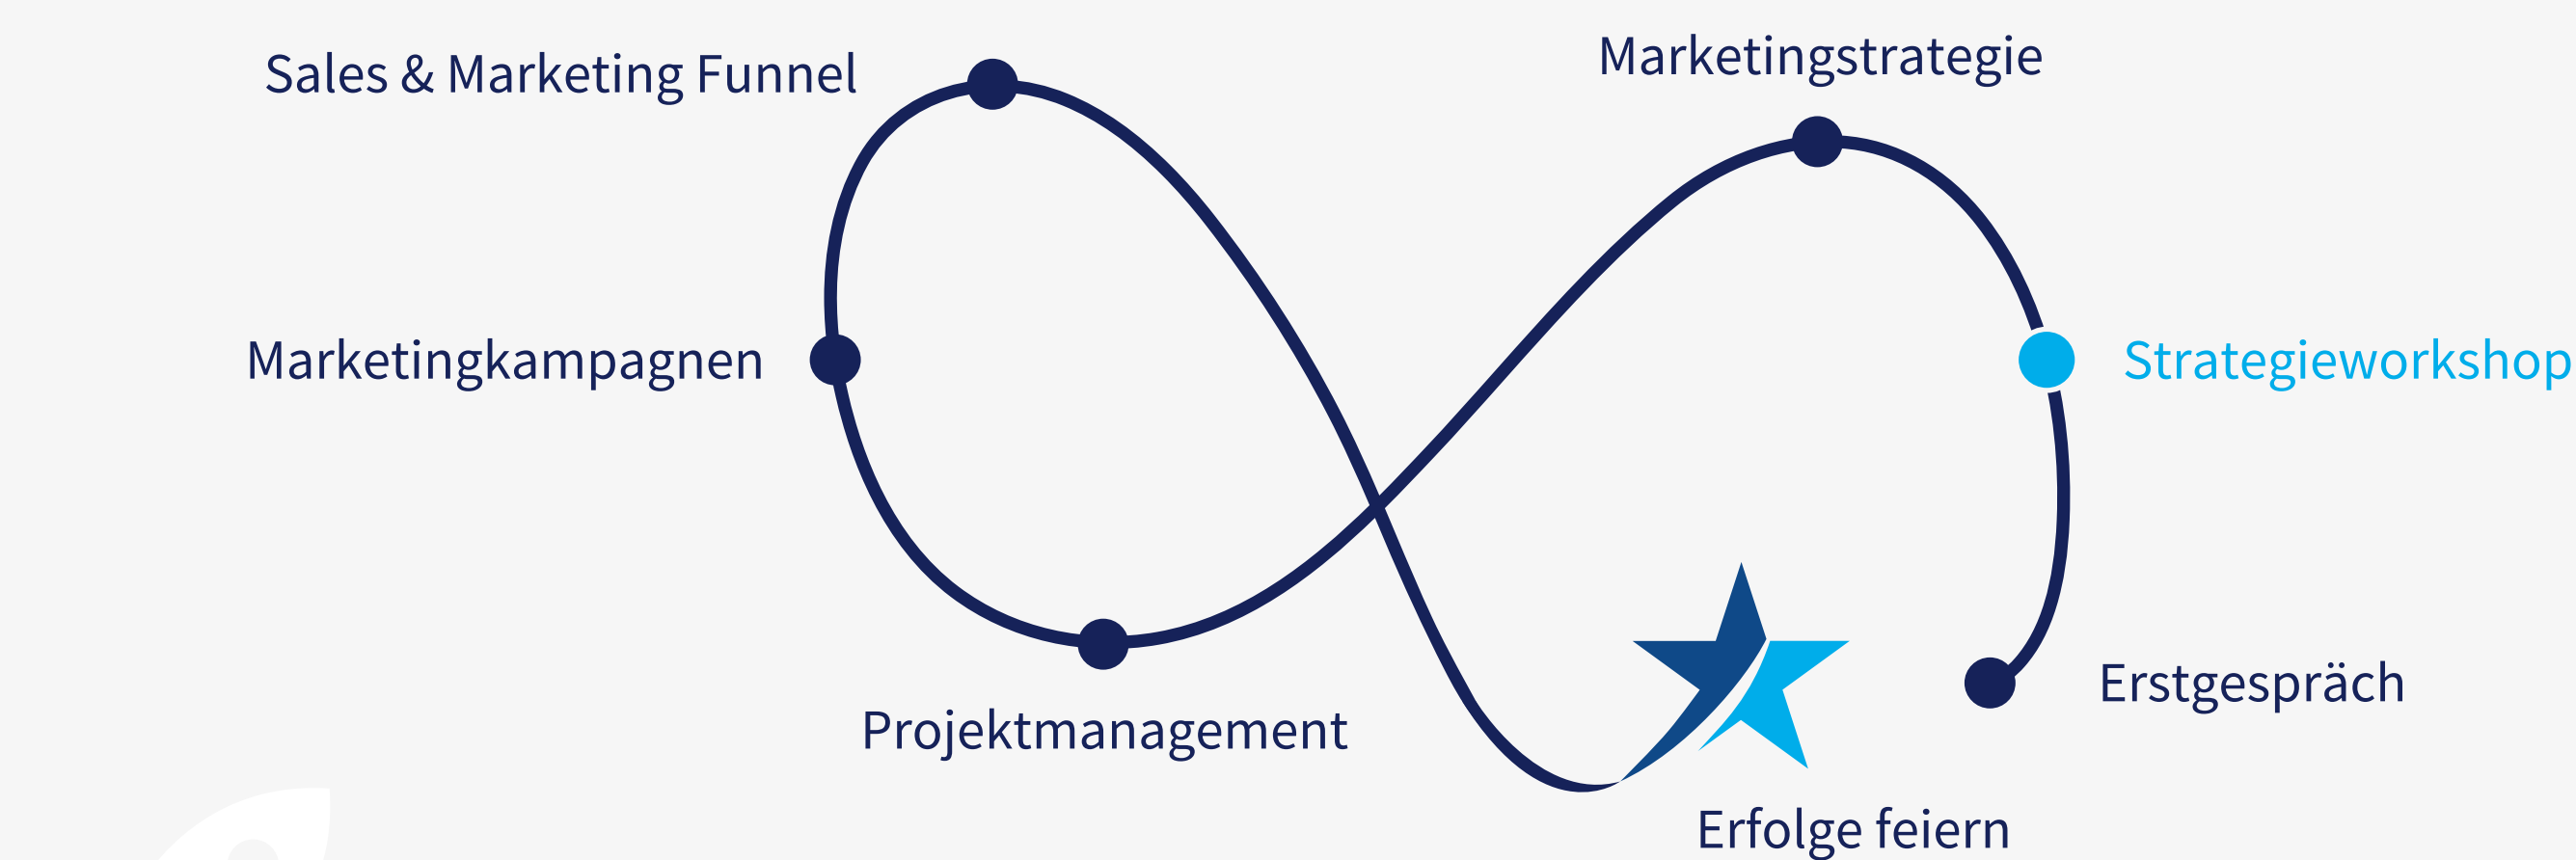 Marketingstrategie
Sales & Marketing Funnel
Marketingkampagnen
Strategieworkshop
Erstgespräch
Projektmanagement
Erfolge feiern